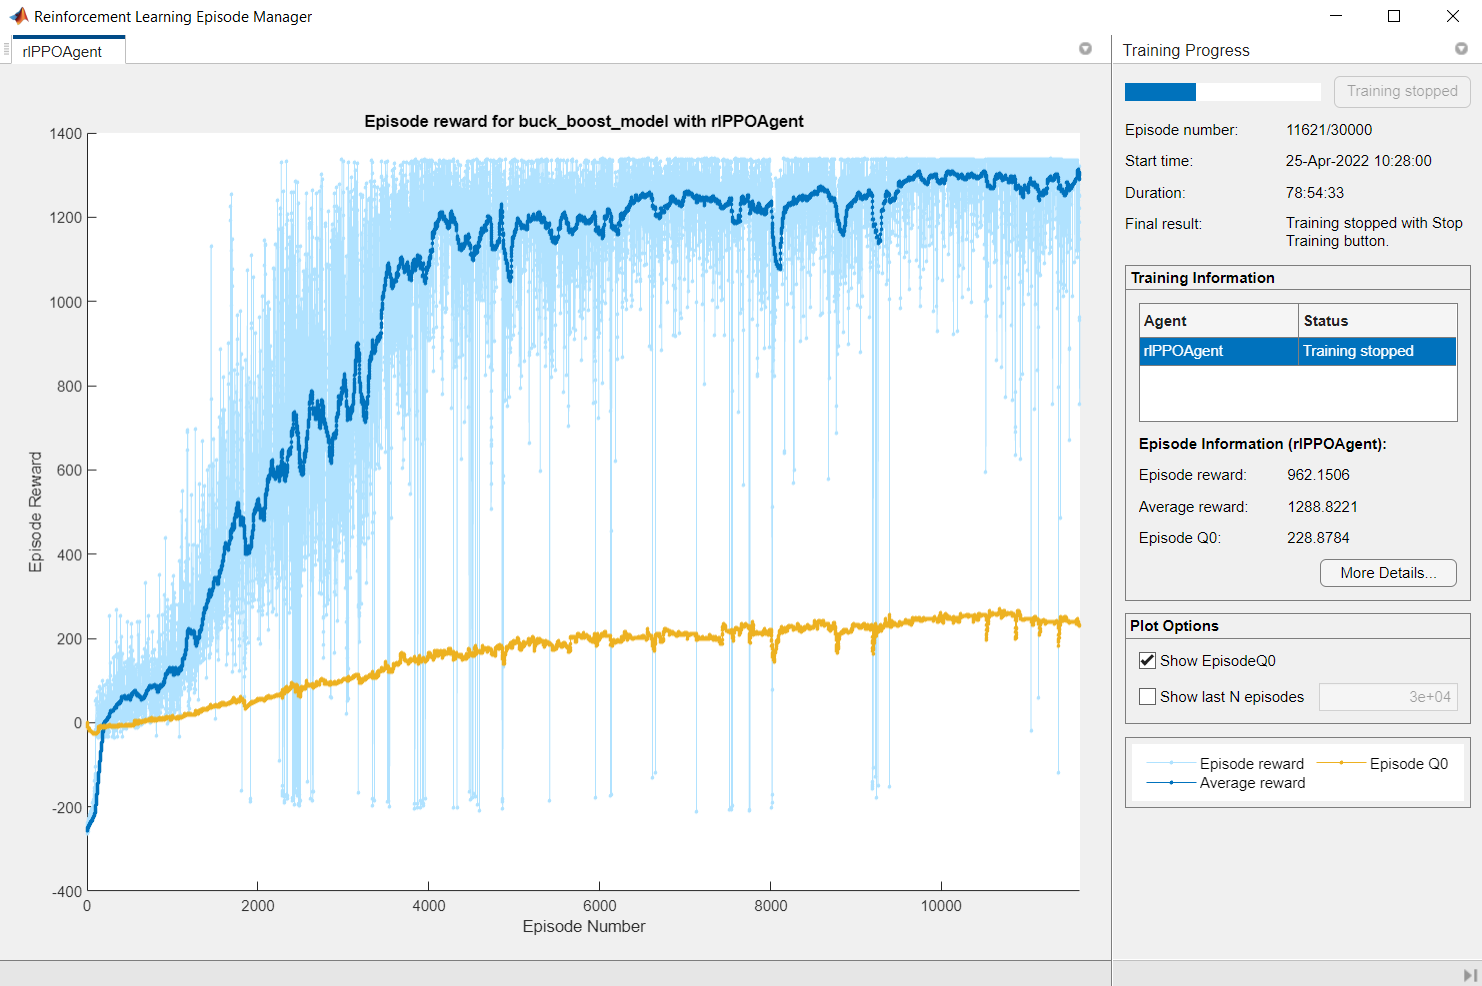 Reinforcement Learning Episode Manager
rlPPOAgent
Episode reward for buck_boost_model with rlPPOAgent
1400
1200
1000
800
600
400
200
0
-200
-400
0 2000 4000 6000 8000 10000
Episode Number
Episode Reward
Training Progress
Training stopped
Episode number: 11621/30000
Start time: 25-Apr-2022 10:28:00
Duration: 78:54:33
Final result: Training stopped with Stop
Training button.
Training Information
Agent Status
rlPPOAgent Training stopped
Episode Information (rlPPOAgent):
Episode reward: 962.1506
Average reward: 1288.8221
Episode Q0: 228.8784
More Details...
Plot Options
Show EpisodeQ0
Show last N episodes 3e+04
Episode reward Episode Q0
Average reward